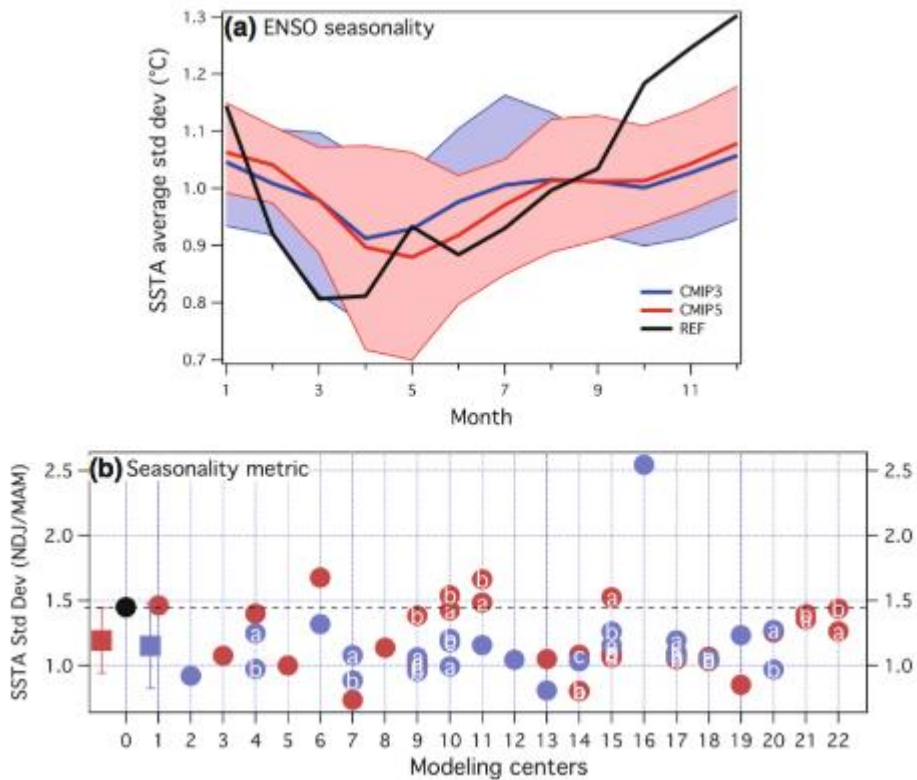 (a) ENSO seasonality
SSTA average std dev (°C)
1.3
1.2
1.1
1.0
0.9
0.8
0.7
CMIP3
CMIP5
REF
1 3 5 7 9 11
Month
(b) Seasonality metric
SSTA Std Dev (NDJ/MAM)
2.5 2.5
2.0 2.0
1.5 1.5
1.0 1.0
0 1 2 3 4 5 6 7 8 9 10 11 12 13 14 15 16 17 18 19 20 21 22
Modeling centers